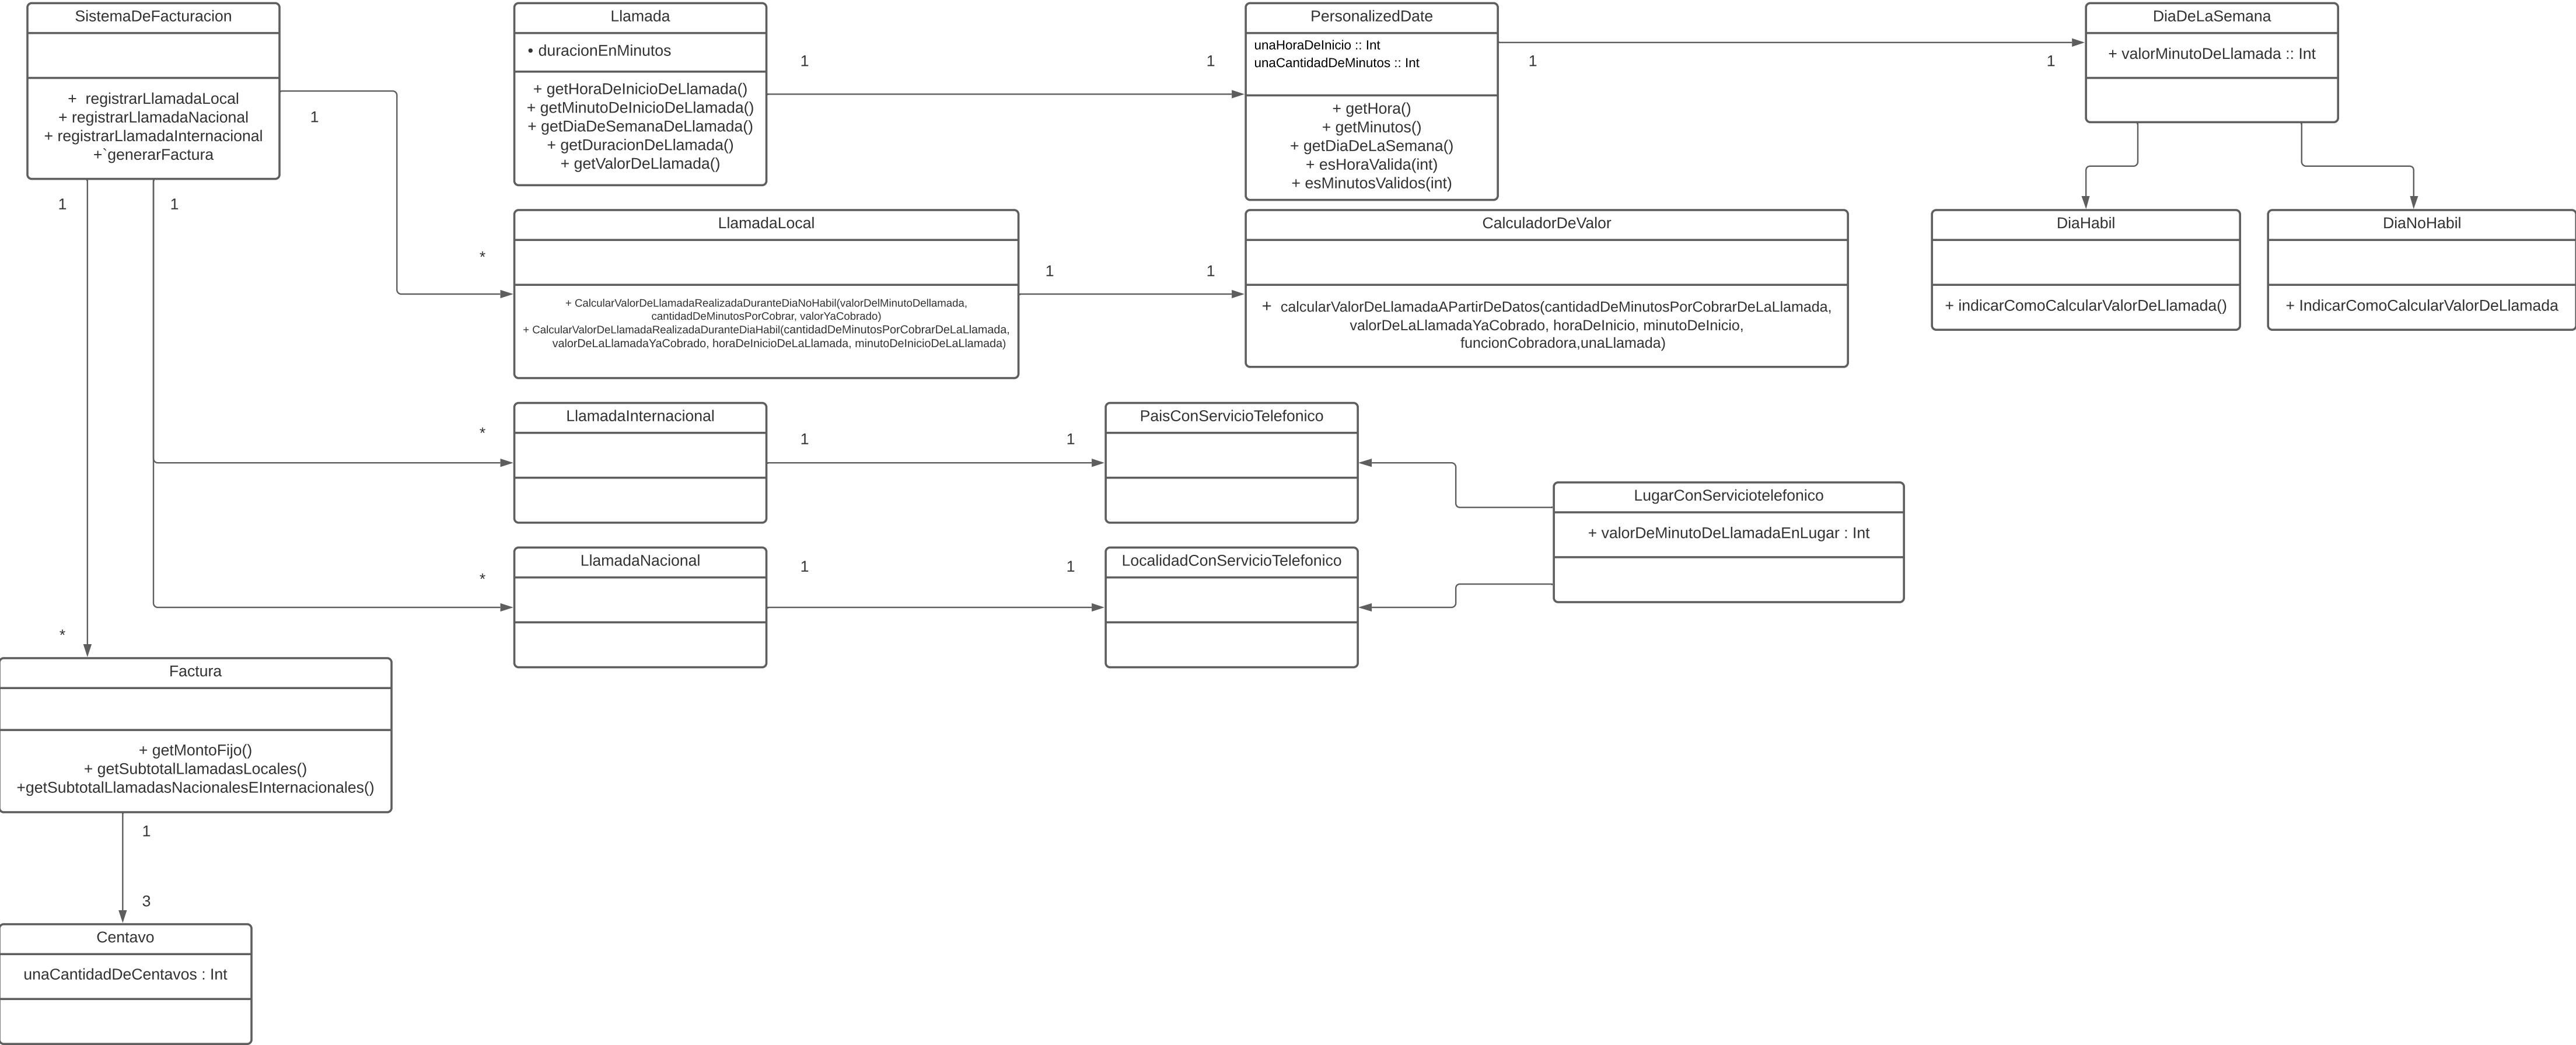 SistemaDeFacturacion
+ registrarLlamadaLocal
+ registrarLlamadaNacional
+ registrarLlamadaInternacional
+`generarFactura
1
1
1
*
*
*
*
Llamada
• duracionEnMinutos
+ getHoraDeInicioDeLlamada()
+ getMinutoDeInicioDeLlamada()
+ getDiaDeSemanaDeLlamada()
+ getDuracionDeLlamada()
+ getValorDeLlamada()
1
1
PersonalizedDate
unaHoraDeInicio :: Int
unaCantidadDeMinutos :: Int
+ getHora()
+ getMinutos()
+ getDiaDeLaSemana()
+ esHoraValida(int)
+ esMinutosValidos(int)
1
1
DiaDeLaSemana
+ valorMinutoDeLlamada :: Int
LlamadaLocal
+ CalcularValorDeLlamadaRealizadaDuranteDiaNoHabil(valorDelMinutoDellamada,
cantidadDeMinutosPorCobrar, valorYaCobrado)
+ CalcularValorDeLlamadaRealizadaDuranteDiaHabil(cantidadDeMinutosPorCobrarDeLaLlamada,
valorDeLaLlamadaYaCobrado, horaDeInicioDeLaLlamada, minutoDeInicioDeLaLlamada)
1
1
CalculadorDeValor
+ calcularValorDeLlamadaAPartirDeDatos(cantidadDeMinutosPorCobrarDeLaLlamada,
valorDeLaLlamadaYaCobrado, horaDeInicio, minutoDeInicio,
funcionCobradora,unaLlamada)
DiaHabil
+ indicarComoCalcularValorDeLlamada()
DiaNoHabil
+ IndicarComoCalcularValorDeLlamada
LlamadaInternacional
1
1
PaisConServicioTelefonico
LugarConServiciotelefonico
+ valorDeMinutoDeLlamadaEnLugar : Int
LlamadaNacional
1
1
LocalidadConServicioTelefonico
Factura
+ getMontoFijo()
+ getSubtotalLlamadasLocales()
+getSubtotalLlamadasNacionalesEInternacionales()
1
3
Centavo
unaCantidadDeCentavos : Int